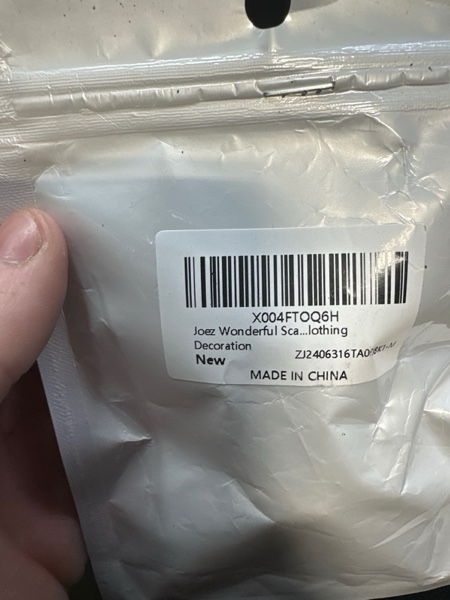 X004FTOQ6H
Joez Wonderful Sca...lothing
Decoration
New
MADE IN CHINA